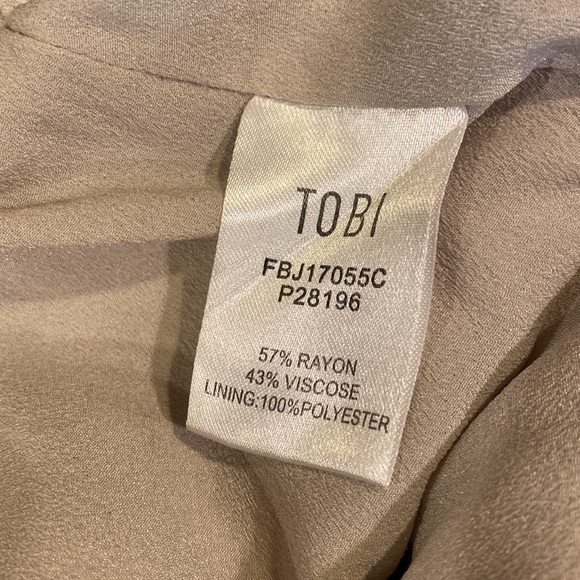 TOBI
FBJ17055C
P28196
57% RAYON
43% VISCOSE
LINING:100%POLYESTER